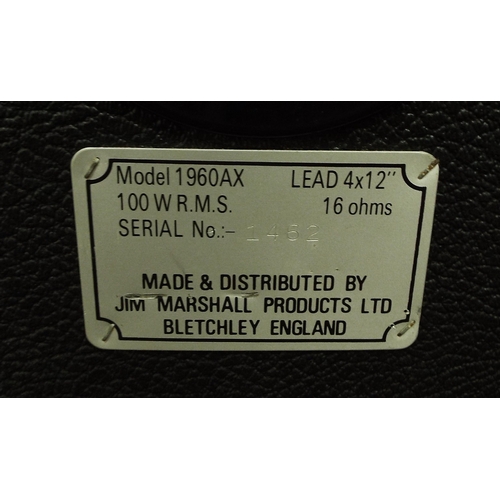 Model 1960AX LEAD 4x12"
100 W R.M.S. 16 ohms
SERIAL No.:- 1462
MADE & DISTRIBUTED BY
JIM MARSHALL PRODUCTS LTD
BLETCHLEY ENGLAND